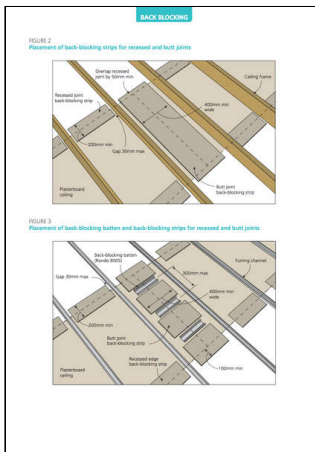 BACK BLOCKING
FIGURE 2
Placement of back-blocking strips for recessed and butt joints
Overlap recessed
joint by 50mm min
Ceiling frame
Recessed joint
back-blocking strip
400mm min
wide
200mm min
Gap 30mm max
Plasterboard
ceiling
Butt joint
back-blocking strip
FIGURE 3
Placement of back-blocking batten and back-blocking strips for recessed and butt joints
Back-blocking batten
(Rondo B005)
Furring channel
Gap 30mm max
300mm max
400mm min
wide
200mm min
Butt joint
back-blocking strip
Recessed edge
back-blocking strip
100mm min
Plasterboard
ceiling